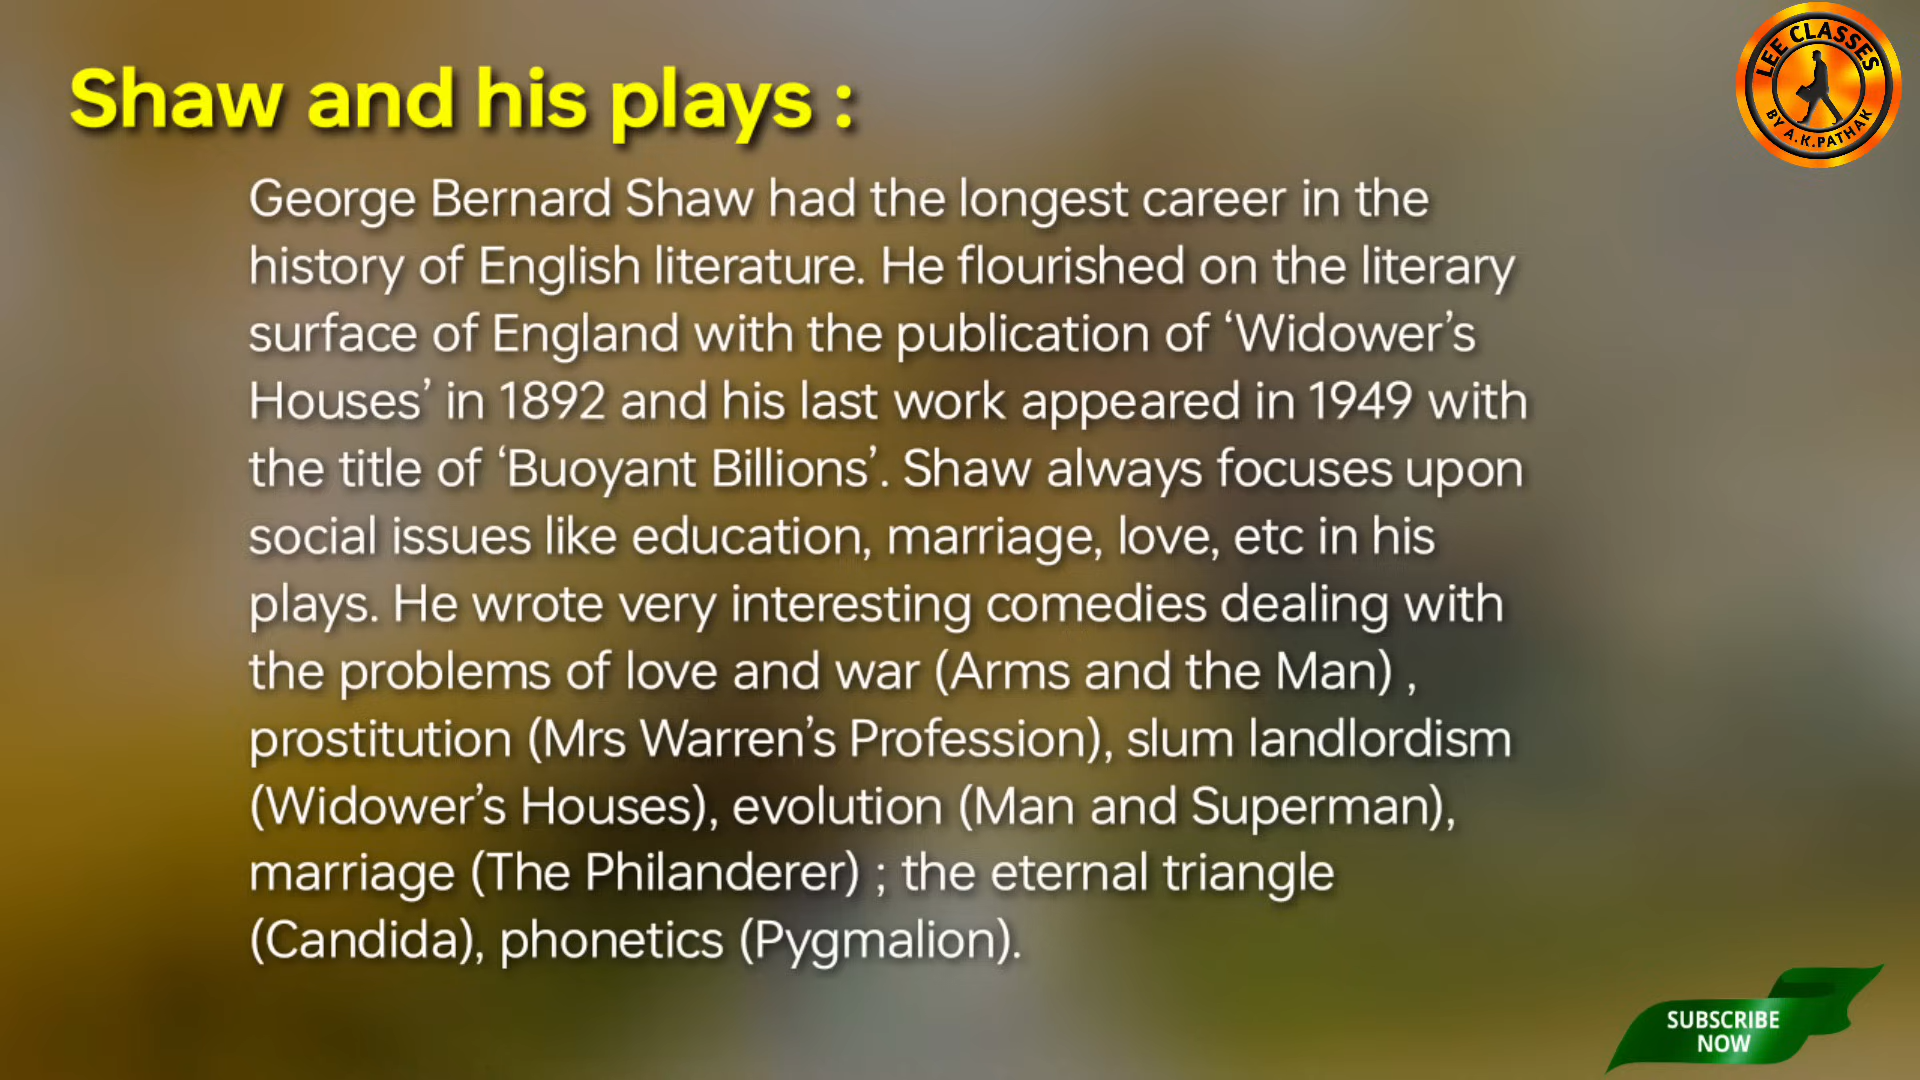 LEE CLASSES
BY A.K.PATHAK
Shaw and his plays :
George Bernard Shaw had the longest career in the
history of English literature. He flourished on the literary
surface of England with the publication of ‘Widower’s
Houses’ in 1892 and his last work appeared in 1949 with
the title of ‘Buoyant Billions’. Shaw always focuses upon
social issues like education, marriage, love, etc in his
plays. He wrote very interesting comedies dealing with
the problems of love and war (Arms and the Man) ,
prostitution (Mrs Warren’s Profession), slum landlordism
(Widower’s Houses), evolution (Man and Superman),
marriage (The Philanderer) ; the eternal triangle
(Candida), phonetics (Pygmalion).
SUBSCRIBE
NOW